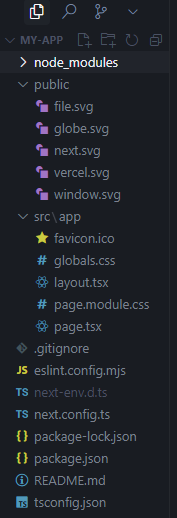 MY-APP
node_modules
public
file.svg
globe.svg
next.svg
vercel.svg
window.svg
src\app
favicon.ico
# globals.css
layout.tsx
# page.module.css
page.tsx
.gitignore
eslint.config.mjs
TS next-env.d.ts
TS next.config.ts
{} package-lock.json
{} package.json
README.md
TS tsconfig.json